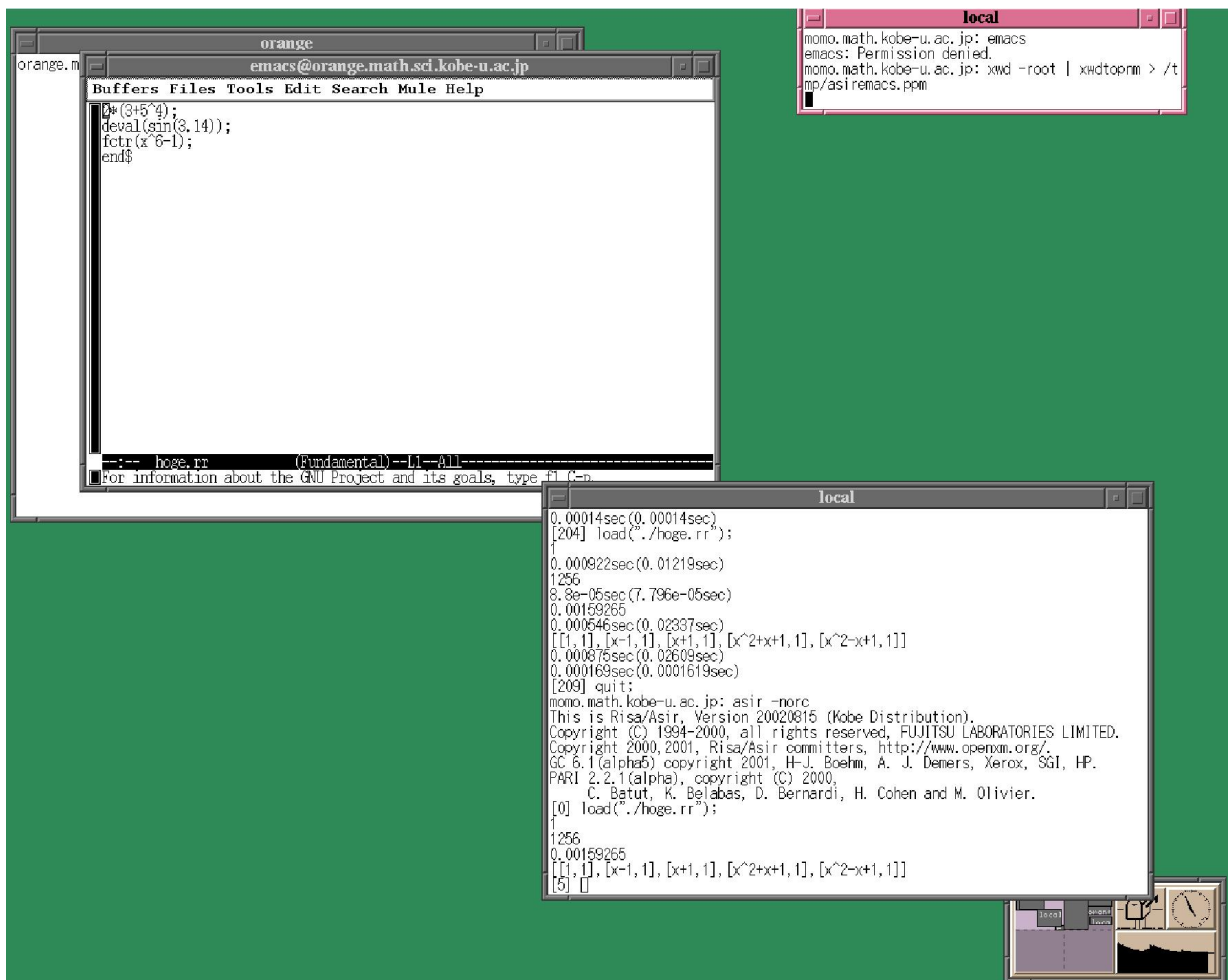 orange
orange.m
emacs@orange.math.sci.kobe-u.ac.jp
Buffers Files Tools Edit Search Mule Help
2*(3+5^4);
deval(sin(3.14));
fctr(x^6-1);
end$
--:-- hoge.rr (Fundamental)--L1--All--------------------------------
For information about the GNU Project and its goals, type f1 C-p.
local
momo.math.kobe-u.ac.jp: emacs
emacs: Permission denied.
momo.math.kobe-u.ac.jp: xwd -root | xwdtopnm > /t
mp/asiremacs.ppm
local
0.00014sec(0.00014sec)
[204] load("./hoge.rr");
1
0.000922sec(0.01219sec)
1256
8.8e-05sec(7.796e-05sec)
0.00159265
0.000546sec(0.02337sec)
[[1,1],[x-1,1],[x+1,1],[x^2+x+1,1],[x^2-x+1,1]]
0.000875sec(0.02609sec)
0.000169sec(0.0001619sec)
[209] quit;
momo.math.kobe-u.ac.jp: asir -norc
This is Risa/Asir, Version 20020815 (Kobe Distribution).
Copyright (C) 1994-2000, all rights reserved, FUJITSU LABORATORIES LIMITED.
Copyright 2000,2001, Risa/Asir committers, http://www.openxm.org/.
GC 6.1(alpha5) copyright 2001, H-J. Boehm, A. J. Demers, Xerox, SGI, HP.
PARI 2.2.1(alpha), copyright (C) 2000,
C. Batut, K. Belabas, D. Bernardi, H. Cohen and M. Olivier.
[0] load("./hoge.rr");
1
1256
0.00159265
[[1,1],[x-1,1],[x+1,1],[x^2+x+1,1],[x^2-x+1,1]]
[5]
local